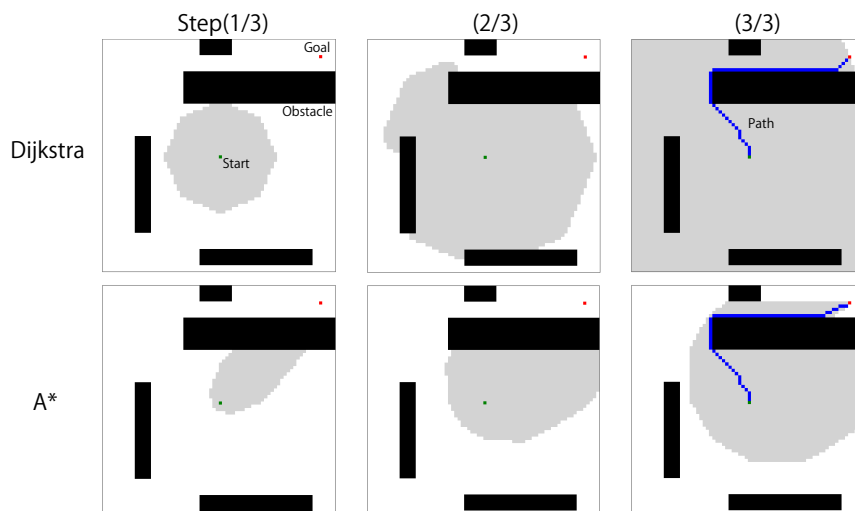 Step(1/3)
(2/3)
(3/3)
Goal
Obstacle
Start
Path
Dijkstra
A*